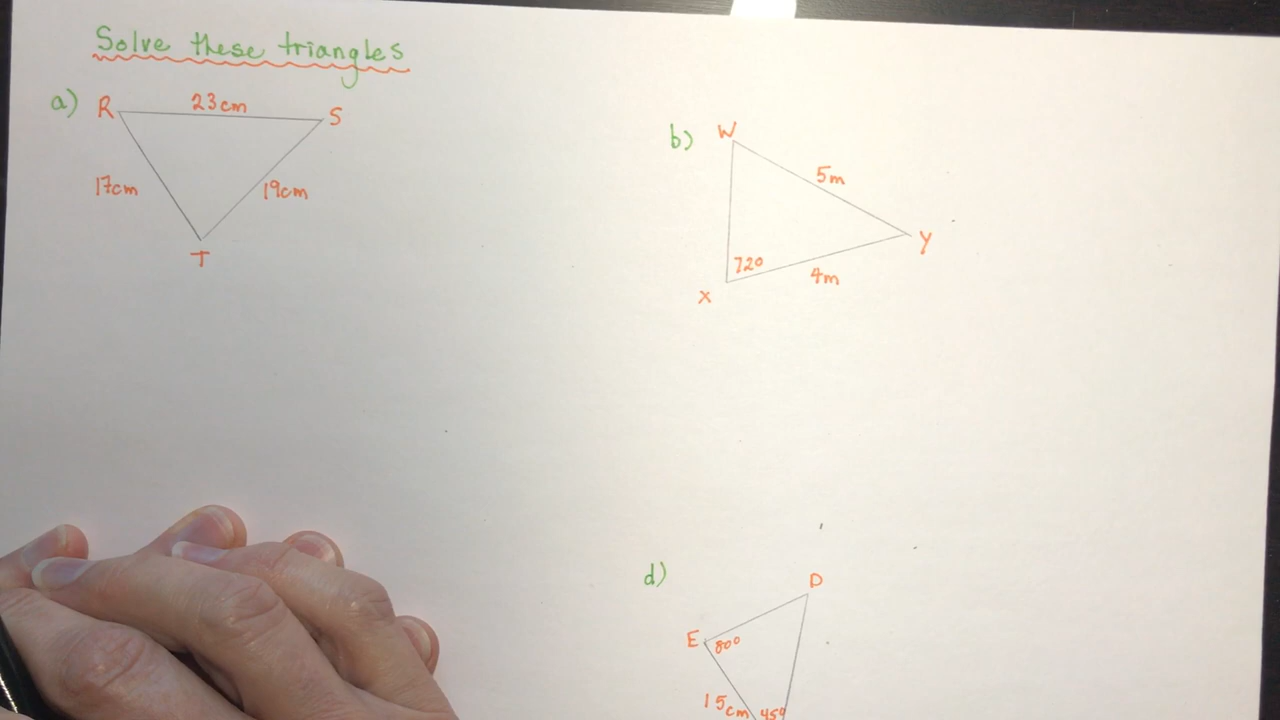 Solve these triangles
a) R 23cm S
17cm 19cm
T
b) W
5m
Y
72°
4m
X
d) D
E 80°
15cm 45°